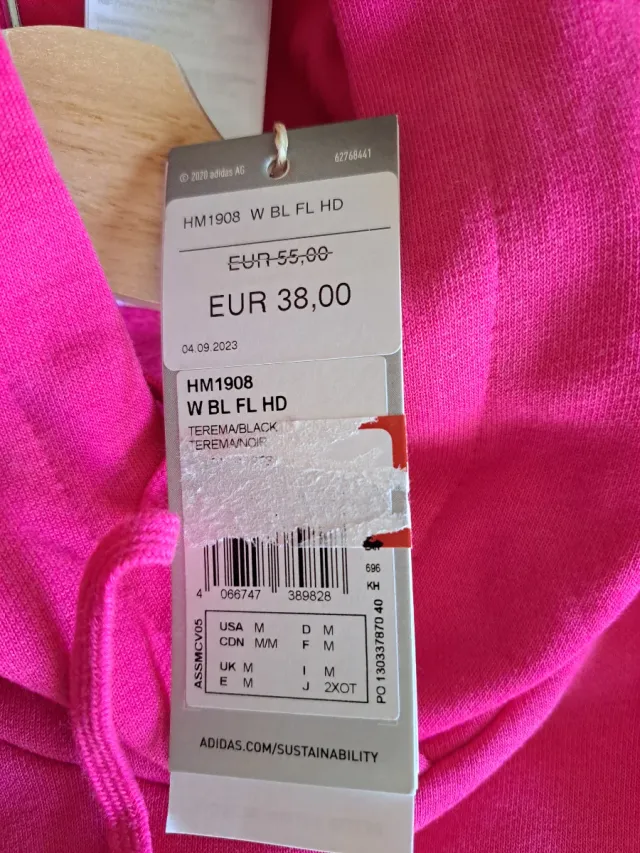 © 2020 adidas AG
62768441
HM1908 W BL FL HD
EUR 55,00
EUR 38,00
04.09.2023
HM1908
W BL FL HD
TEREMA/BLACK
TEREMA/NOIR
696
KH
4 066747 389828
ASSMCV05
USA M D M
CDN M/M F M
UK M I M
E M J 2XOT
PO 130337870 40
ADIDAS.COM/SUSTAINABILITY